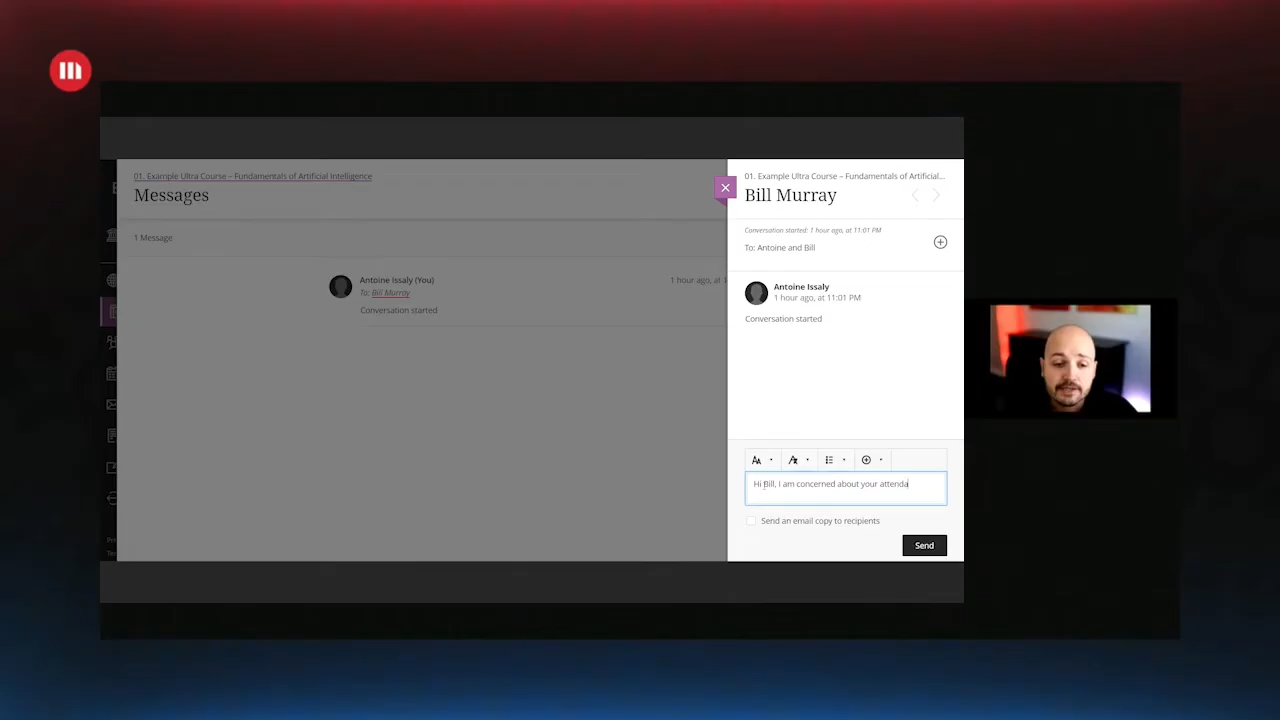 01. Example Ultra Course – Fundamentals of Artificial Intelligence
Messages
1 Message
Antoine Issaly (You)
To: Bill Murray
Conversation started
1 hour ago, at
01. Example Ultra Course – Fundamentals of Artificial...
Bill Murray
Conversation started: 1 hour ago, at 11:01 PM
To: Antoine and Bill
Antoine Issaly
1 hour ago, at 11:01 PM
Conversation started
Hi Bill, I am concerned about your attenda
Send an email copy to recipients
Send